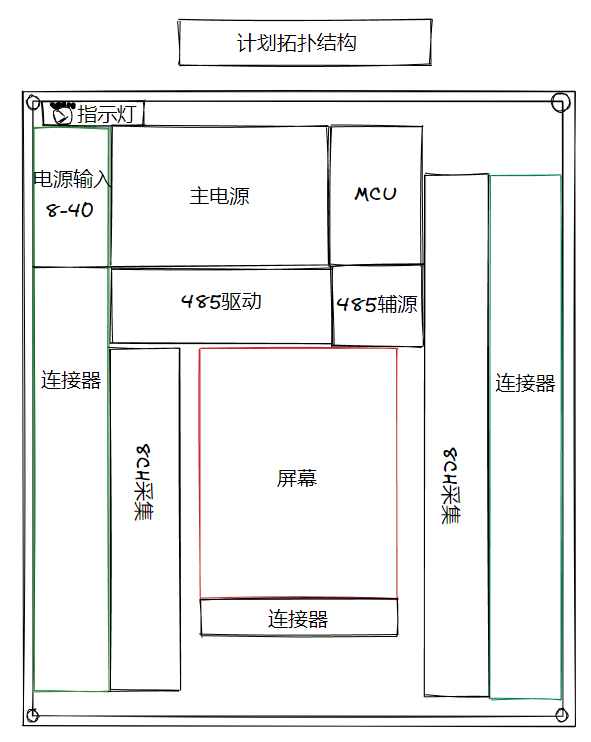 计划拓扑结构
指示灯
电源输入
8-40
主电源
MCU
485驱动
485辅源
连接器
8CH采集
屏幕
8CH采集
连接器
连接器